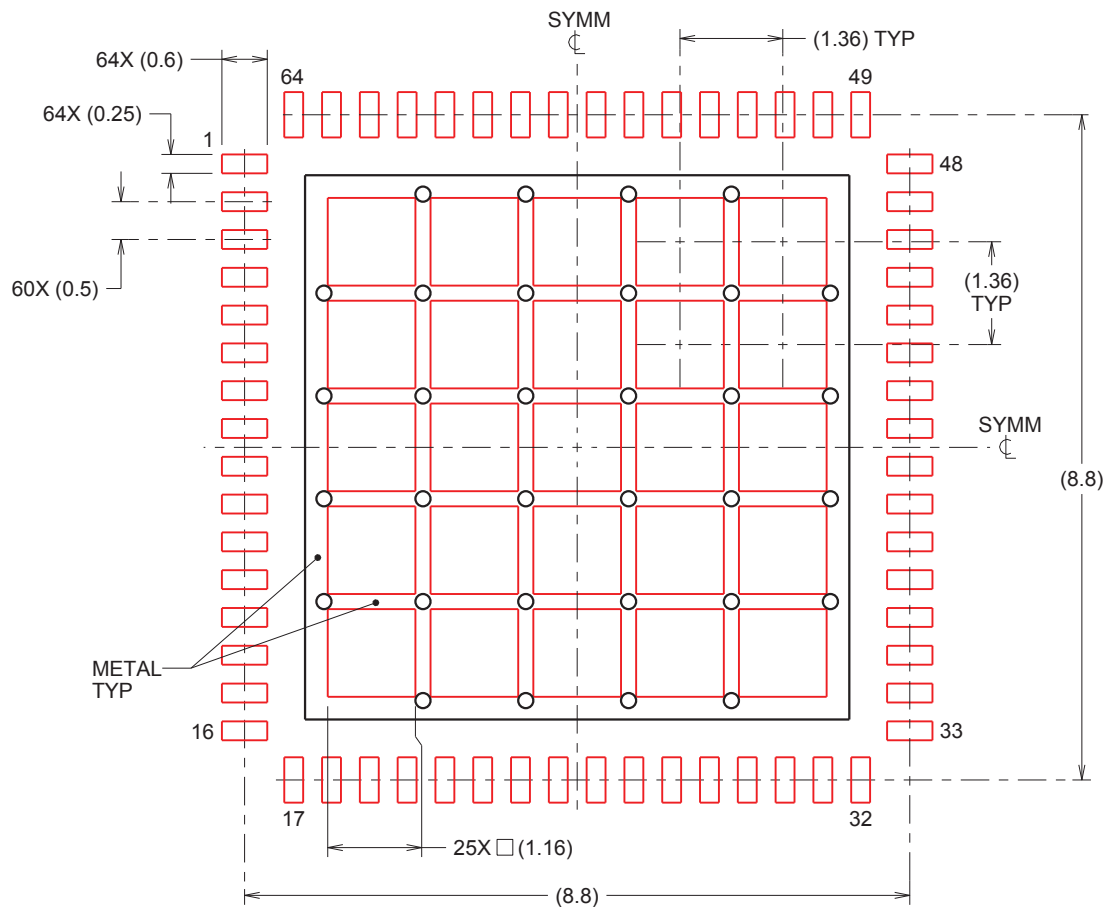 SYMM
(1.36) TYP
64X (0.6)
64
49
64X (0.25)
1
48
60X (0.5)
(1.36)
TYP
SYMM
(8.8)
METAL
TYP
16
33
17
32
25X □ (1.16)
(8.8)